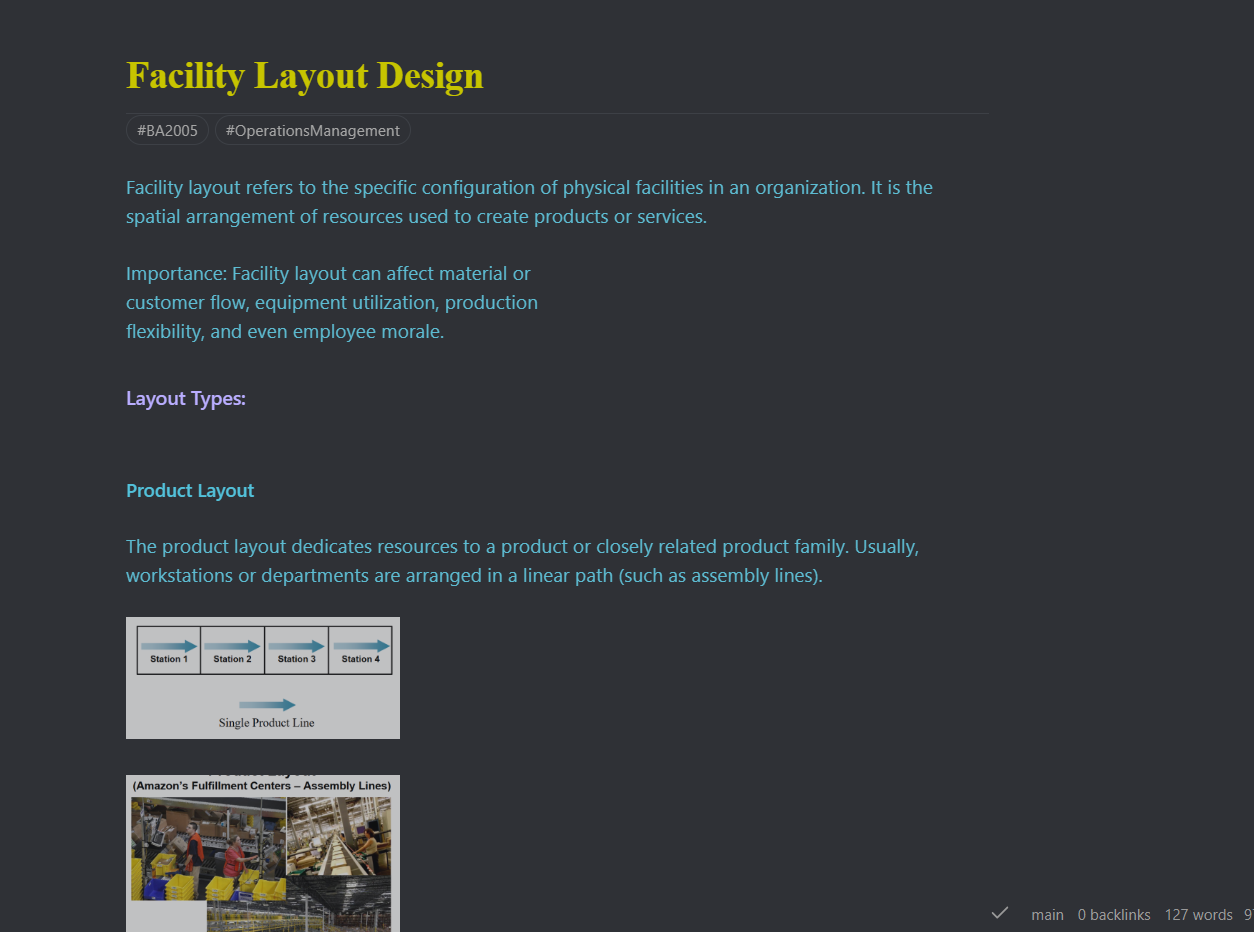 Facility Layout Design
#BA2005 #OperationsManagement
Facility layout refers to the specific configuration of physical facilities in an organization. It is the
spatial arrangement of resources used to create products or services.
Importance: Facility layout can affect material or
customer flow, equipment utilization, production
flexibility, and even employee morale.
Layout Types:
Product Layout
The product layout dedicates resources to a product or closely related product family. Usually,
workstations or departments are arranged in a linear path (such as assembly lines).
Station 1 Station 2 Station 3 Station 4
Single Product Line
(Amazon's Fulfillment Centers – Assembly Lines)
main 0 backlinks 127 words